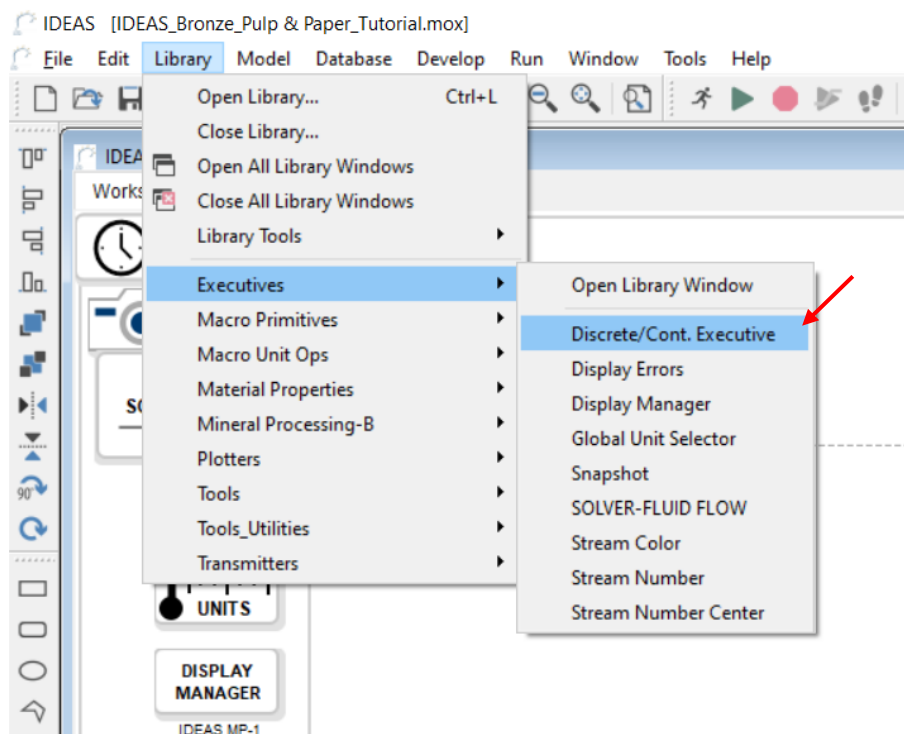 IDEAS [IDEAS_Bronze_Pulp & Paper_Tutorial.mox]
File Edit Library Model Database Develop Run Window Tools Help
Open Library... Ctrl+L
Close Library...
IDEA
Open All Library Windows
Works
Close All Library Windows
Library Tools
Executives
Open Library Window
Macro Primitives
Discrete/Cont. Executive
Macro Unit Ops
Display Errors
Material Properties
Display Manager
Mineral Processing-B
Global Unit Selector
Plotters
Snapshot
Tools
SOLVER-FLUID FLOW
90°
Tools_Utilities
Stream Color
Transmitters
Stream Number
UNITS
Stream Number Center
DISPLAY
MANAGER
IDEAS MP-1